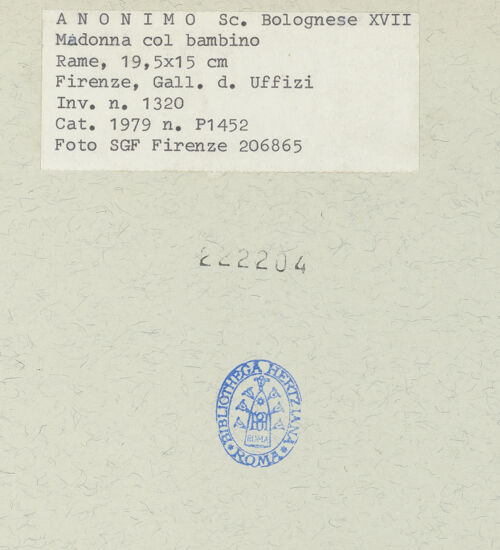 A N O N I M O Sc. Bolognese XVII
Madonna col bambino
Rame, 19,5x15 cm
Firenze, Gall. d. Uffizi
Inv. n. 1320
Cat. 1979 n. P1452
Foto SGF Firenze 206865
222204
BIBLIOTHECA HERTZIANA
ROMA
ROMA